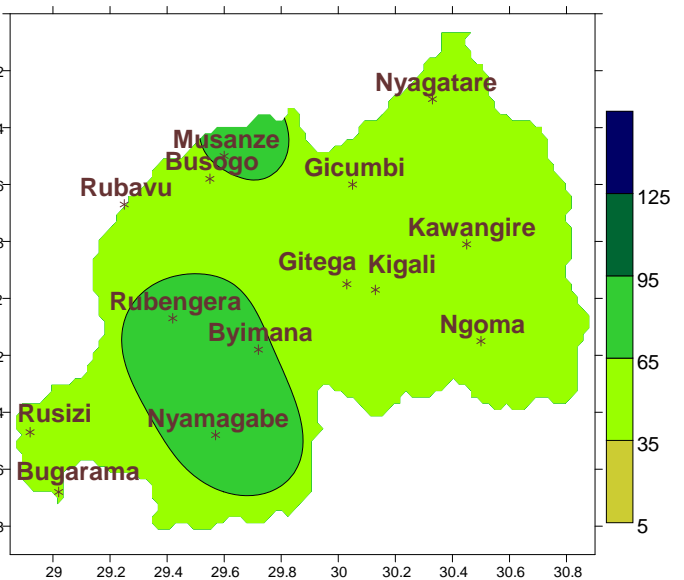 Nyagatare
Musanze
Busogo
Gicumbi
Rubavu
Kawangire
Gitega
Kigali
Rubengera
Byimana
Ngoma
Rusizi
Nyamagabe
Bugarama
125
95
65
35
5
29 29.2 29.4 29.6 29.8 30 30.2 30.4 30.6 30.8